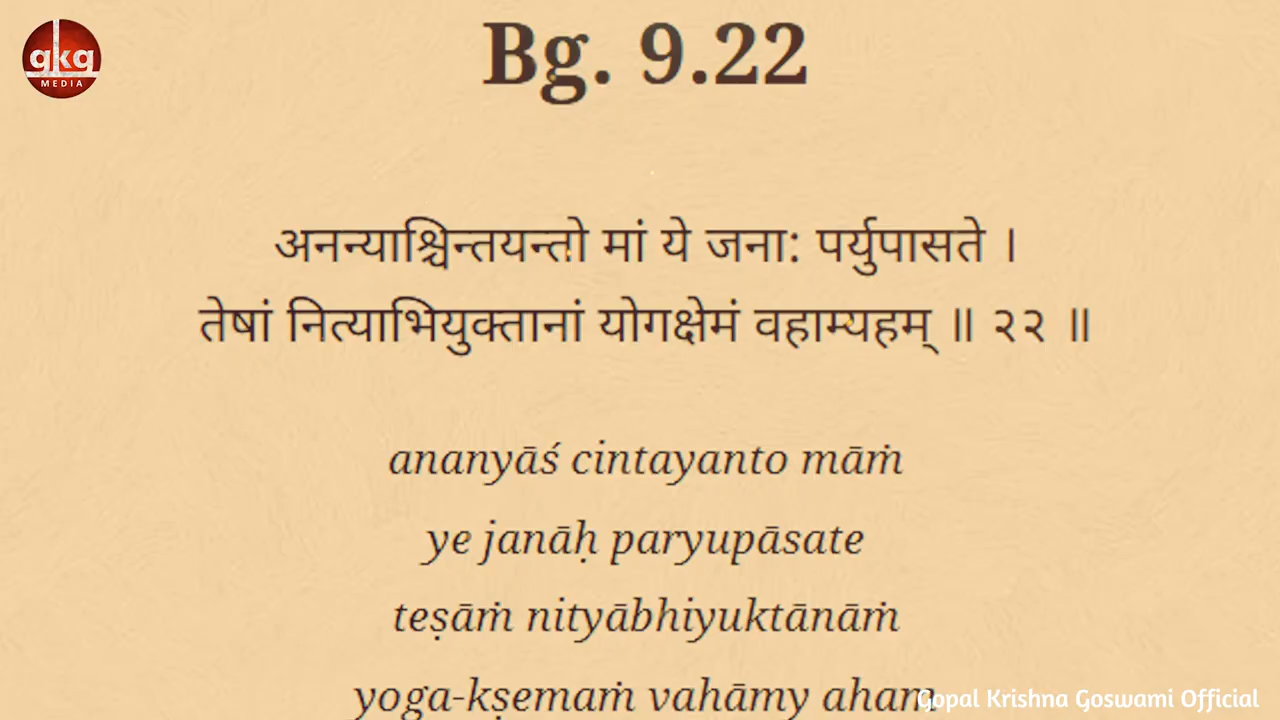 gkg
MEDIA
Bg. 9.22
अनन्याश्चिन्तयन्तो मां ये जना: पर्युपासते ।
तेषां नित्याभियुक्तानां योगक्षेमं वहाम्यहम् ॥ २२ ॥
ananyāś cintayanto māṁ
ye janāḥ paryupāsate
teṣāṁ nityābhiyuktānāṁ
yoga-kṣemaṁ vahāmy aham
Gopal Krishna Goswami Official